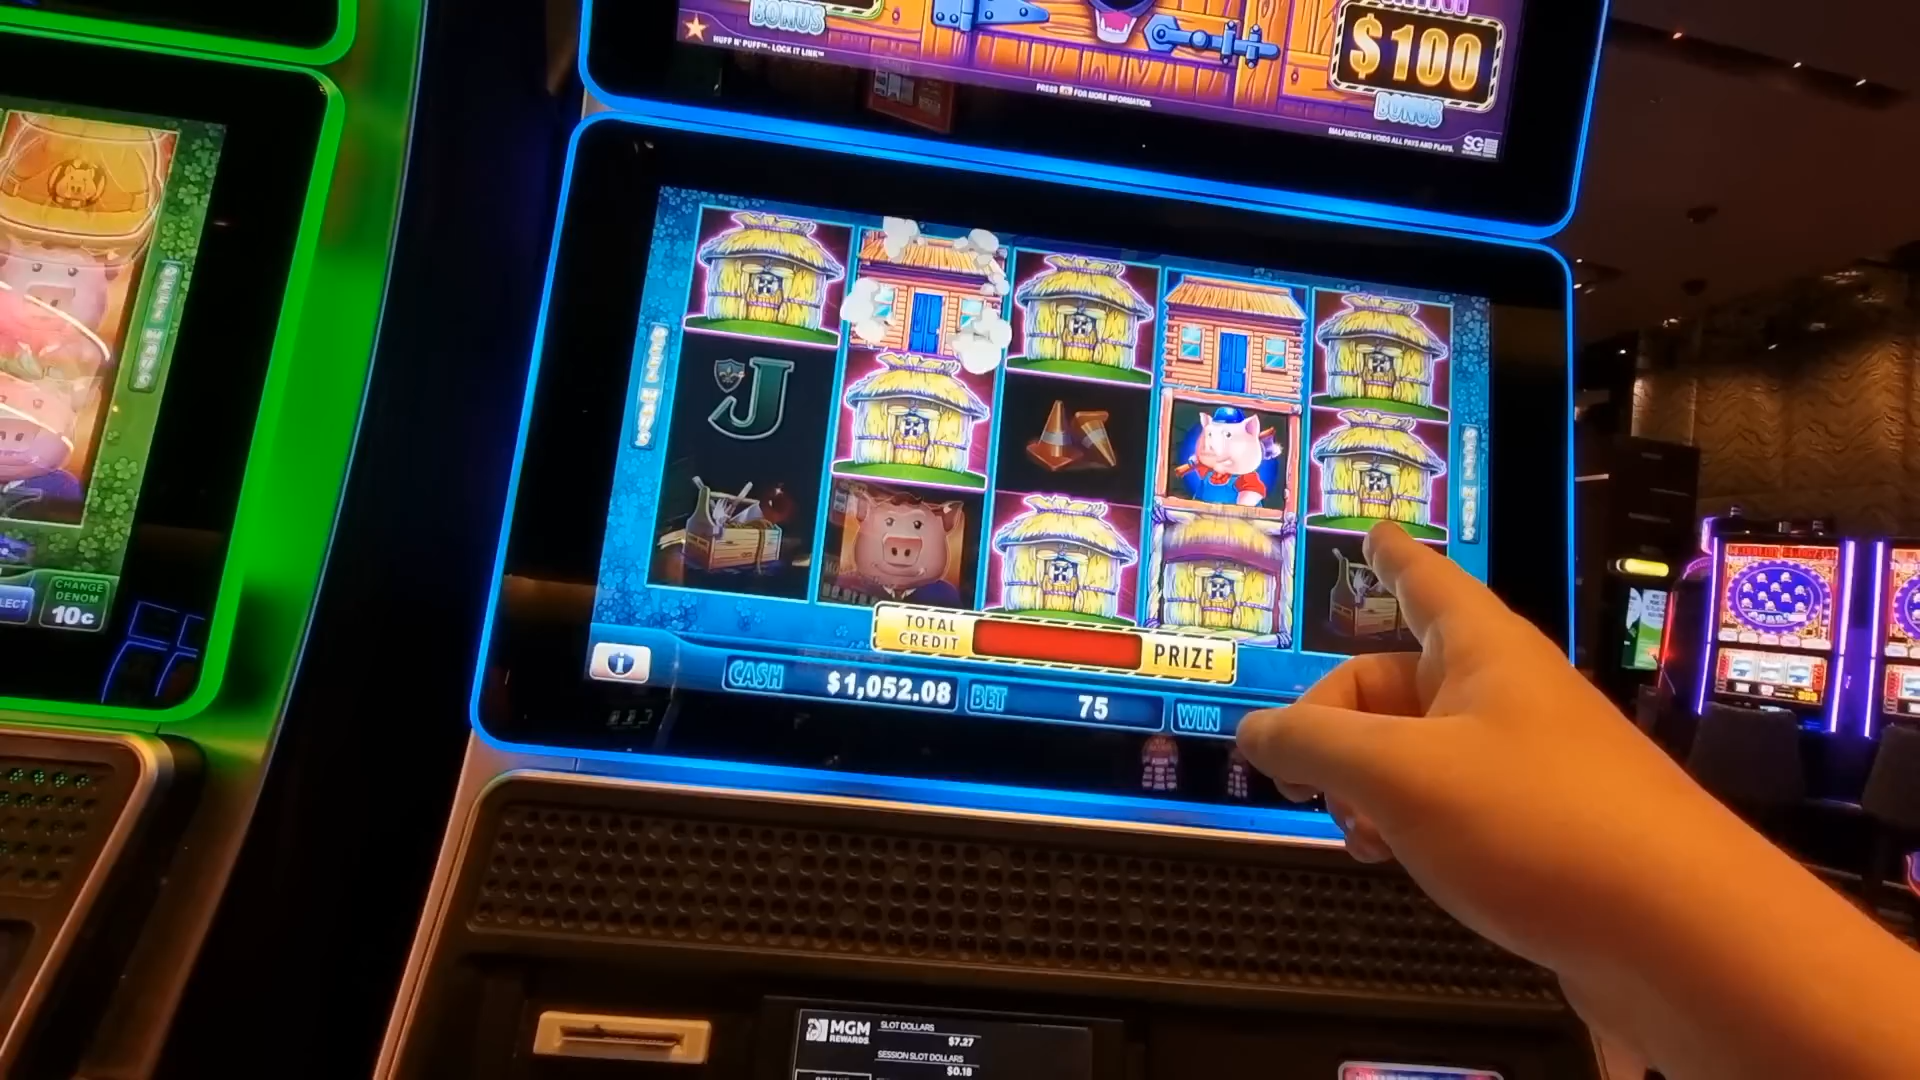 BONUS
HUFF N' PUFF™ - LOCK IT LINK™
$100
BONUS
PRESS FOR MORE INFORMATION.
MALFUNCTION VOIDS ALL PAYS AND PLAYS.
SG
J
TOTAL CREDIT
PRIZE
CASH $1,052.08 BET 75 WIN
CHANGE DENOM
10¢
MGM REWARDS
SLOT DOLLARS
$7.27
SESSION SLOT DOLLARS
$0.18